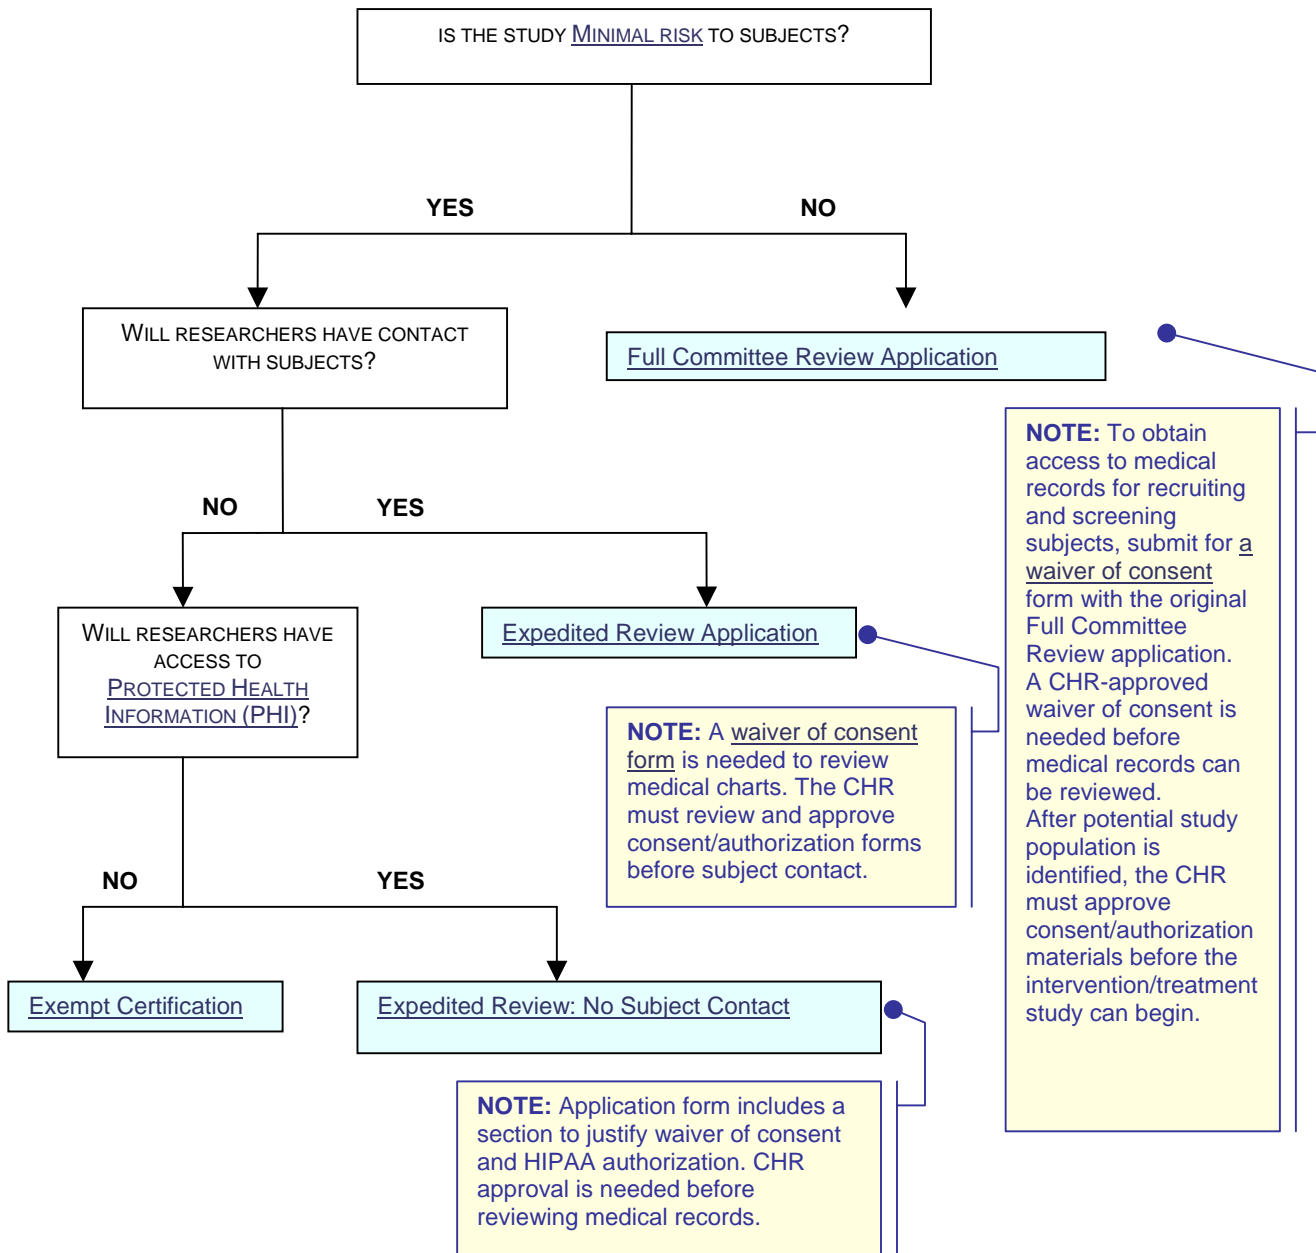 IS THE STUDY MINIMAL RISK TO SUBJECTS?
YES
NO
WILL RESEARCHERS HAVE CONTACT
WITH SUBJECTS?
Full Committee Review Application
NO
YES
WILL RESEARCHERS HAVE
ACCESS TO
PROTECTED HEALTH
INFORMATION (PHI)?
Expedited Review Application
NOTE: To obtain
access to medical
records for recruiting
and screening
subjects, submit for a
waiver of consent
form with the original
Full Committee
Review application.
A CHR-approved
waiver of consent is
needed before
medical records can
be reviewed.
After potential study
population is
identified, the CHR
must approve
consent/authorization
materials before the
intervention/treatment
study can begin.
NOTE: A waiver of consent
form is needed to review
medical charts. The CHR
must review and approve
consent/authorization forms
before subject contact.
NO
YES
Exempt Certification
Expedited Review: No Subject Contact
NOTE: Application form includes a
section to justify waiver of consent
and HIPAA authorization. CHR
approval is needed before
reviewing medical records.